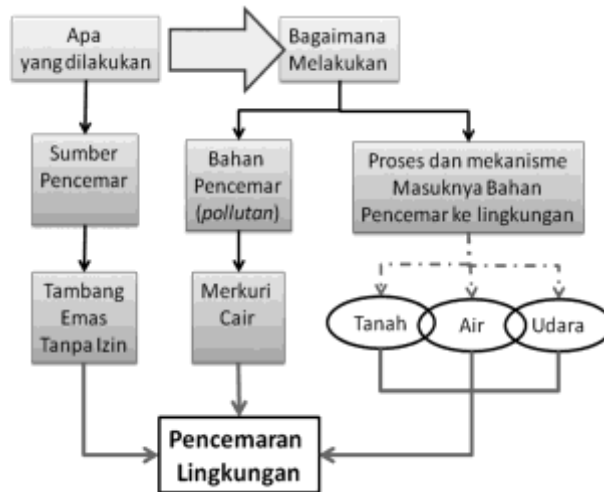 Apa
yang dilakukan
Bagaimana
Melakukan
Sumber
Pencemar
Bahan
Pencemar
(pollutan)
Proses dan mekanisme
Masuknya Bahan
Pencemar ke lingkungan
Tambang
Emas
Tanpa Izin
Merkuri
Cair
Tanah
Air
Udara
Pencemaran
Lingkungan